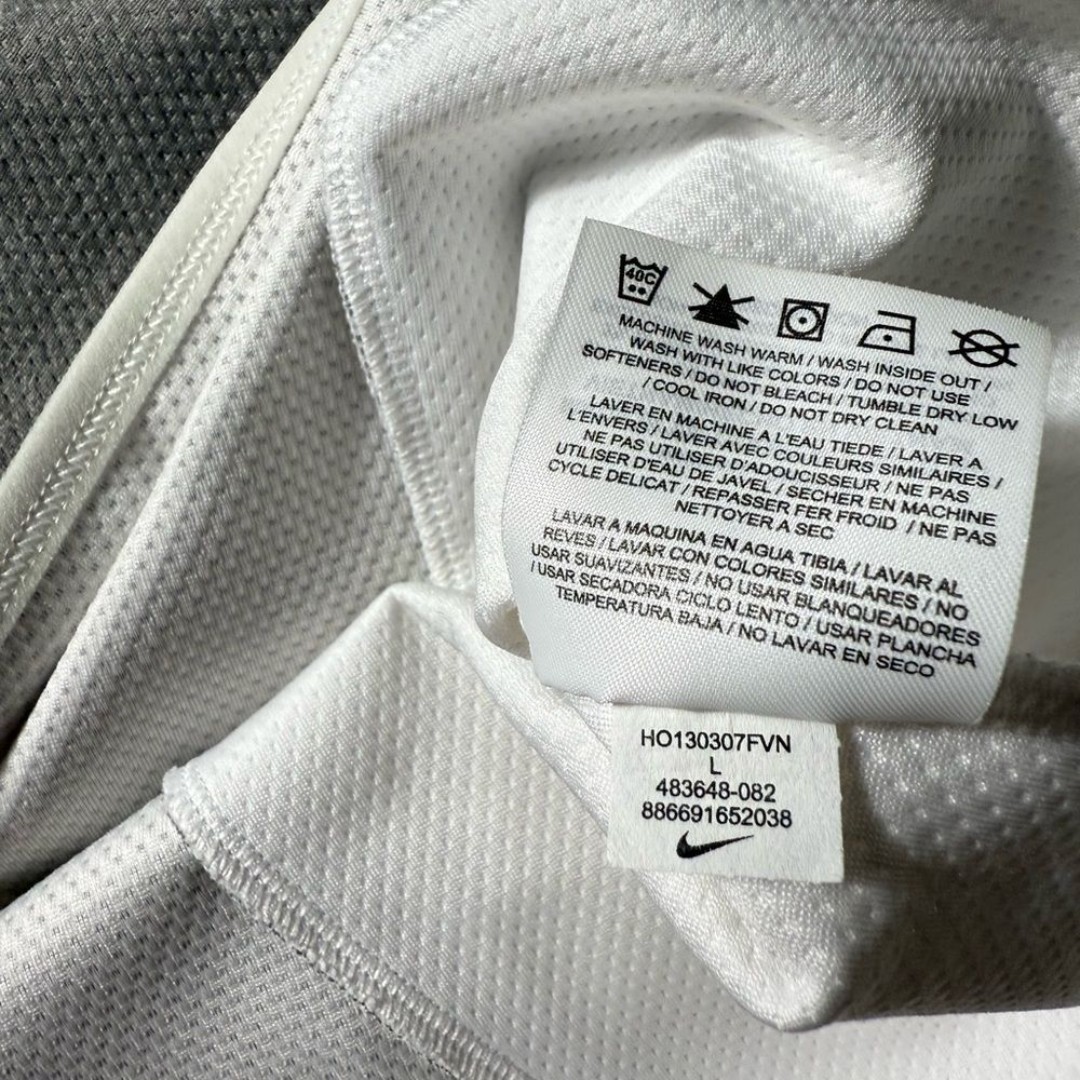 40C
MACHINE WASH WARM / WASH INSIDE OUT /
WASH WITH LIKE COLORS / DO NOT USE
SOFTENERS / DO NOT BLEACH / TUMBLE DRY LOW
/ COOL IRON / DO NOT DRY CLEAN
LAVER EN MACHINE A L'EAU TIEDE / LAVER A
L'ENVERS / LAVER AVEC COULEURS SIMILAIRES /
NE PAS UTILISER D'ADOUCISSEUR / NE PAS
UTILISER D'EAU DE JAVEL / SECHER EN MACHINE
CYCLE DELICAT / REPASSER FER FROID / NE PAS
NETTOYER A SEC
LAVAR A MAQUINA EN AGUA TIBIA / LAVAR AL
REVES / LAVAR CON COLORES SIMILARES / NO
USAR SUAVIZANTES / NO USAR BLANQUEADORES
/ USAR SECADORA CICLO LENTO / USAR PLANCHA
TEMPERATURA BAJA / NO LAVAR EN SECO
HO130307FVN
L
483648-082
886691652038